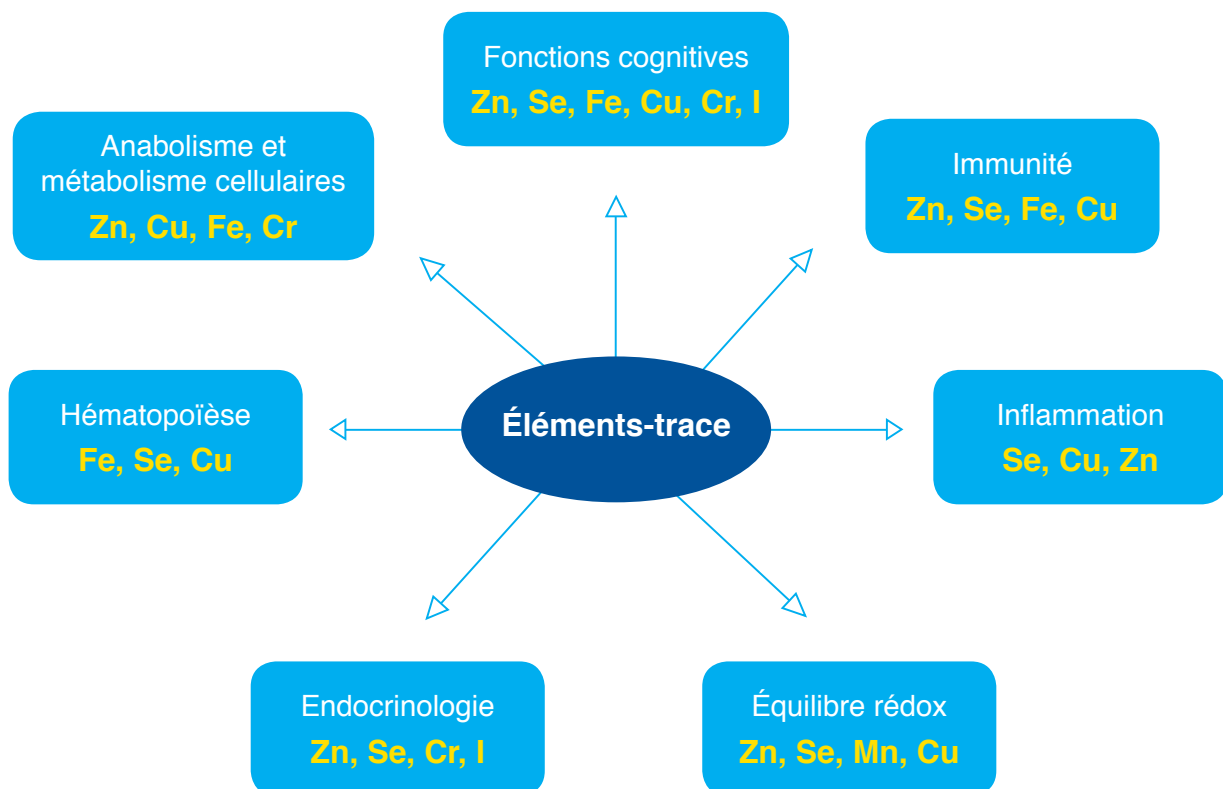 Fonctions cognitives
Zn, Se, Fe, Cu, Cr, I
Anabolisme et
métabolisme cellulaires
Zn, Cu, Fe, Cr
Immunité
Zn, Se, Fe, Cu
Hématopoïèse
Fe, Se, Cu
Éléments-trace
Inflammation
Se, Cu, Zn
Endocrinologie
Zn, Se, Cr, I
Équilibre rédox
Zn, Se, Mn, Cu